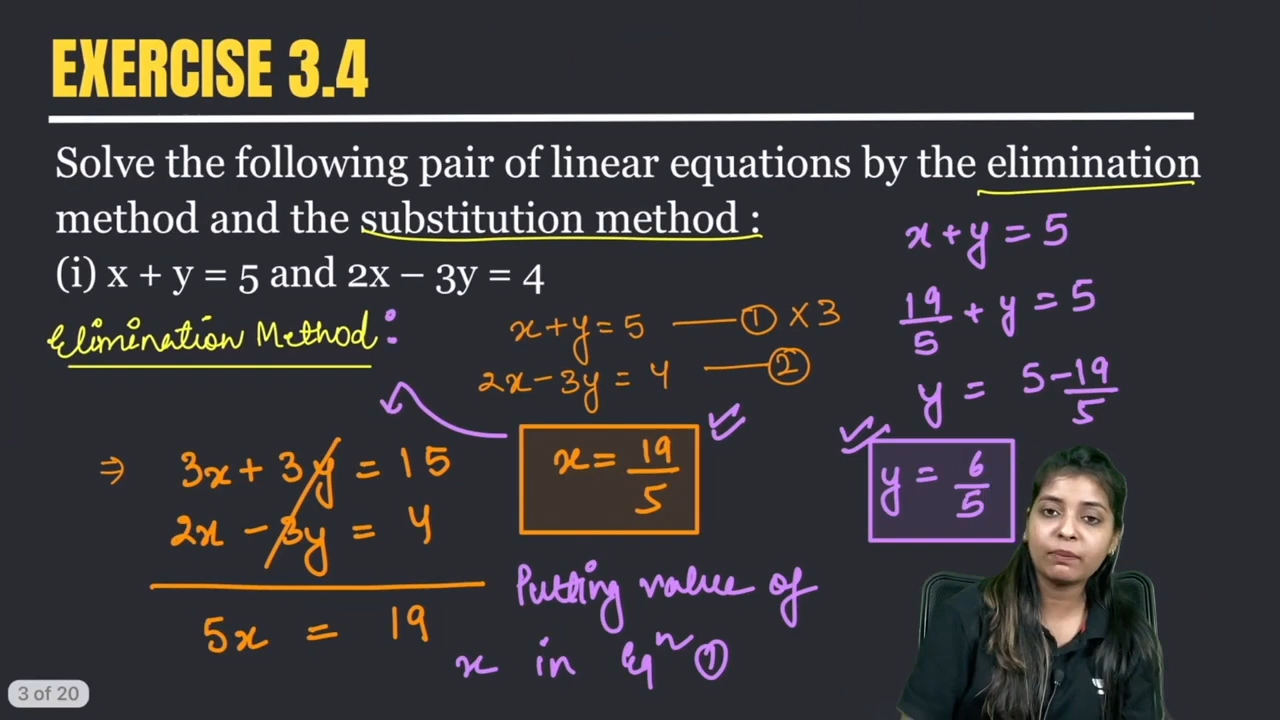 EXERCISE 3.4
Solve the following pair of linear equations by the elimination
method and the substitution method :
(i) x + y = 5 and 2x – 3y = 4
Elimination Method :
x + y = 5 —— ① × 3
2x - 3y = 4 —— ②
⇒ 3x + 3y = 15
2x - 3y = 4
5x = 19
x = 19/5
Putting value of
x in Eqⁿ ①
x + y = 5
19/5 + y = 5
y = 5 - 19/5
y = 6/5
3 of 20